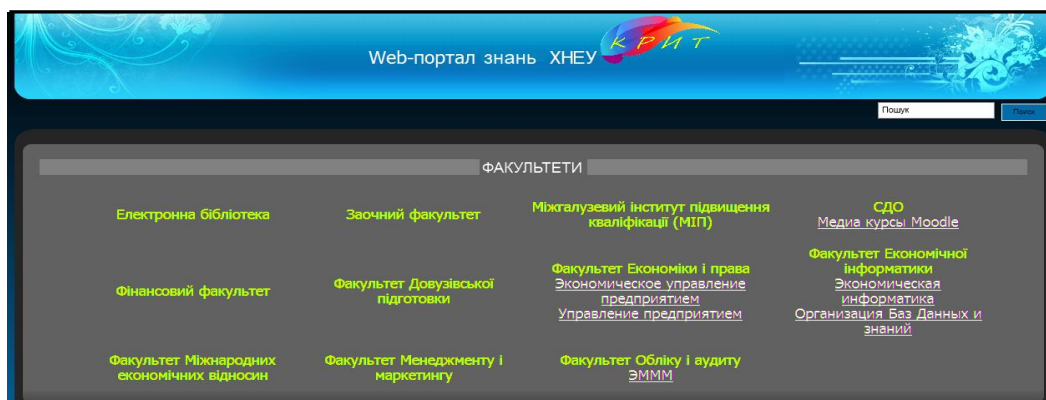 Web-портал знань ХНЕУ КРИТ
Пошук
Поиск
ФАКУЛЬТЕТИ
Електронна бібліотека
Заочний факультет
Міжгалузевий інститут підвищення
кваліфікації (МІП)
СДО
Медиа курсы Moodle
Фінансовий факультет
Факультет Довузівської
підготовки
Факультет Економіки і права
Экономическое управление
предприятием
Управление предприятием
Факультет Економічної
інформатики
Экономическая
информатика
Организация Баз Данных и
знаний
Факультет Міжнародних
економічних відносин
Факультет Менеджменту і
маркетингу
Факультет Обліку і аудиту
ЭМММ